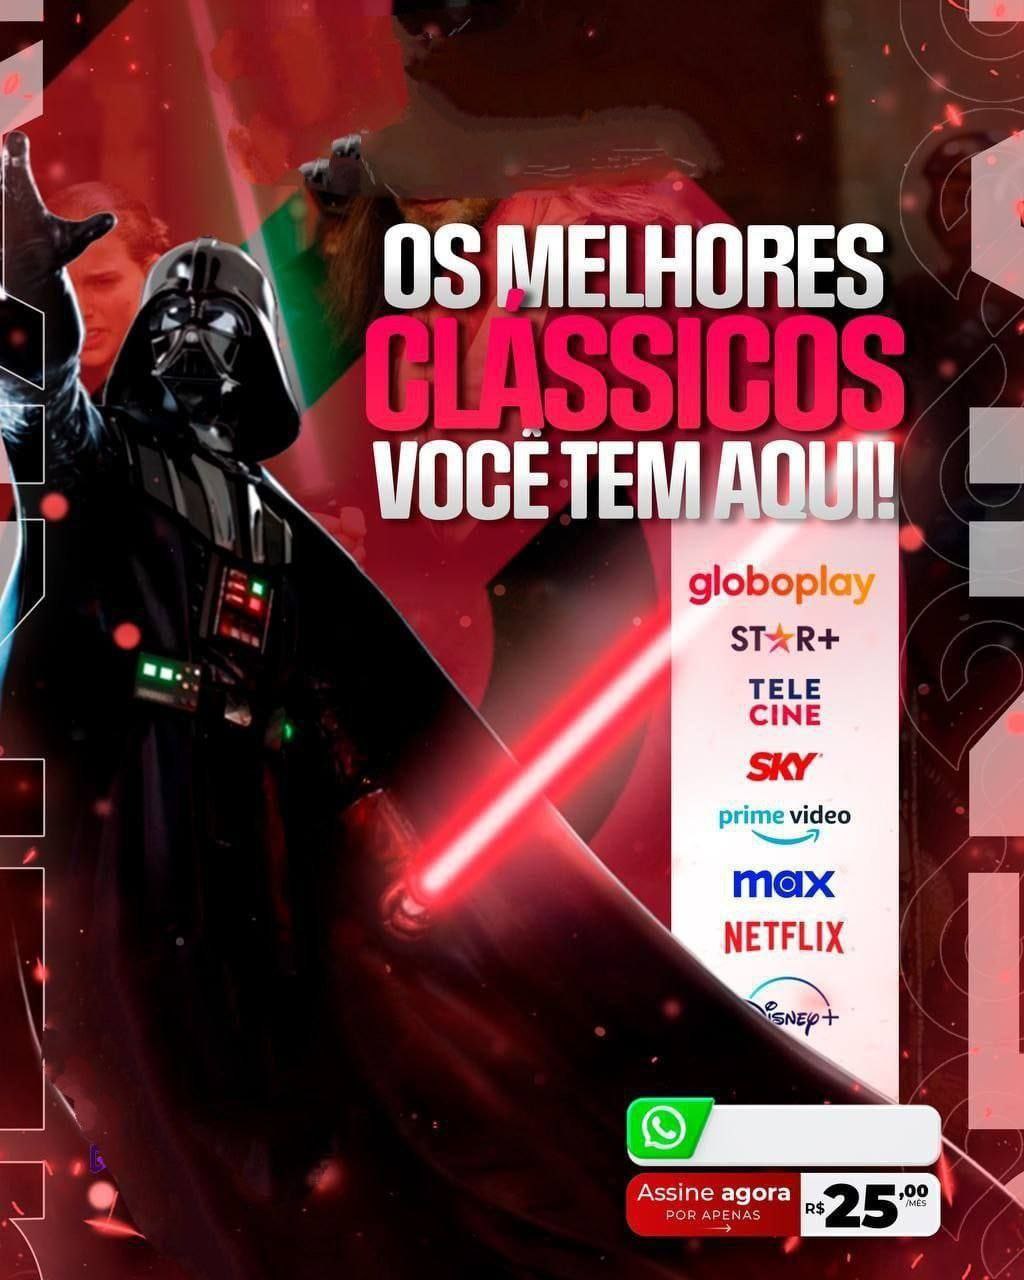 OS MELHORES
CLÁSSICOS
VOCÊ TEM AQUI!
globoplay
ST★R+
TELE
CINE
SKY
prime video
max
NETFLIX
Disney+
Assine agora
POR APENAS
R$25,00
/MÊS